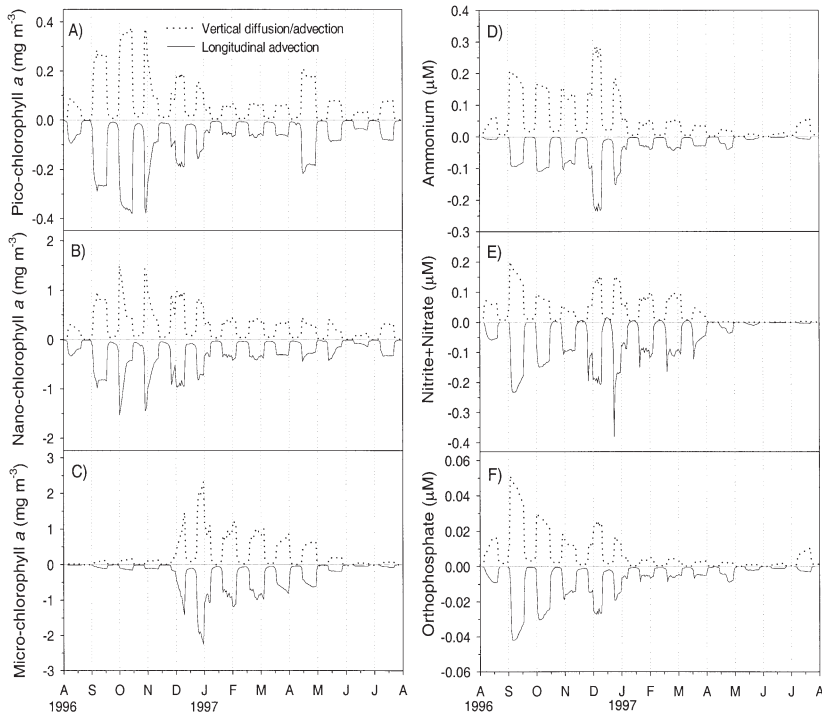 A)
Vertical diffusion/advection
Longitudinal advection
Pico-chlorophyll a (mg m-3)
0.4
0.2
0.0
-0.2
-0.4
B)
Nano-chlorophyll a (mg m-3)
2
1
0
-1
-2
C)
Micro-chlorophyll a (mg m-3)
3
2
1
0
-1
-2
-3
A S O N D J F M A M J J A
1996 1997
D)
Ammonium (μM)
0.4
0.3
0.2
0.1
0.0
-0.1
-0.2
-0.3
E)
Nitrite+Nitrate (μM)
0.2
0.1
0.0
-0.1
-0.2
-0.3
-0.4
F)
Orthophosphate (μM)
0.06
0.04
0.02
0.00
-0.02
-0.04
-0.06
A S O N D J F M A M J J A
1996 1997